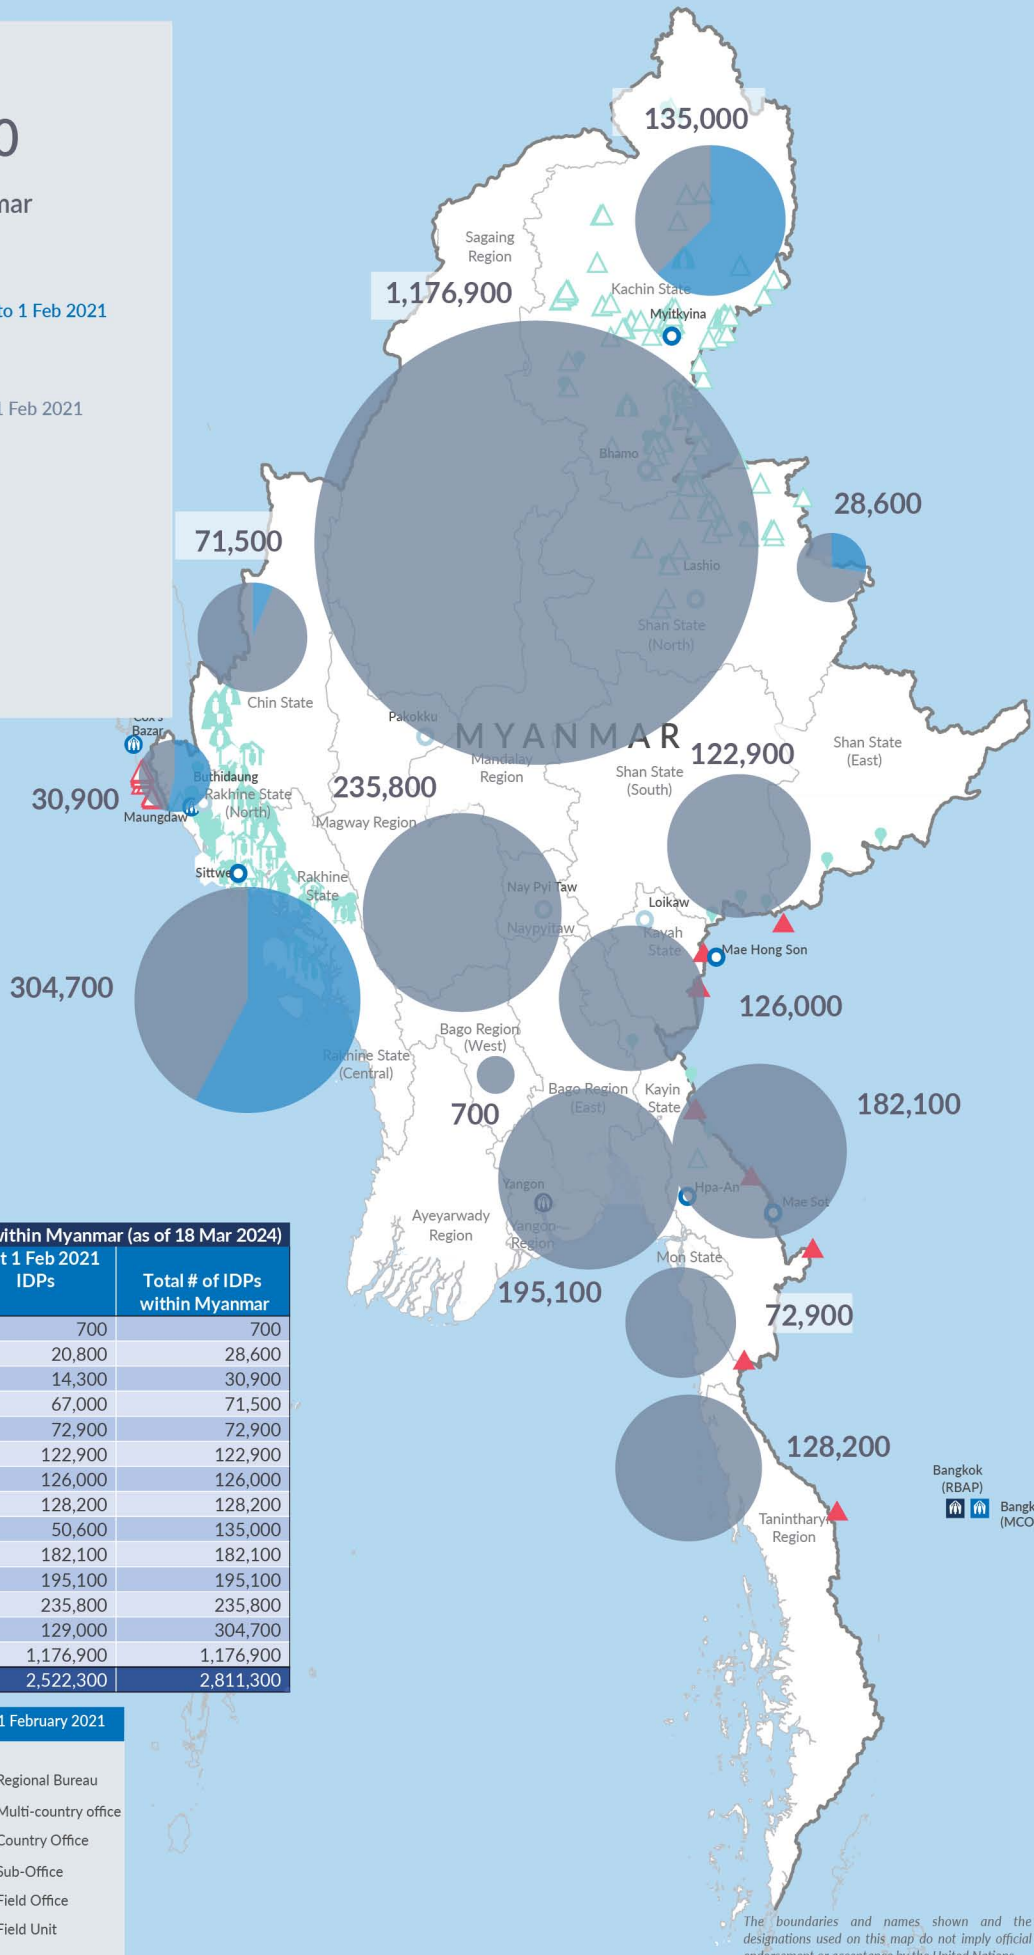 0
mar
to 1 Feb 2021
1 Feb 2021
135,000
Sagaing
Region
1,176,900
Kachin State
Myitkyina
Bhamo
28,600
71,500
Lashio
Shan State
(North)
Chin State
Cox's
Bazar
Pakokku
MYANMAR
Mandalay
Region
122,900
Shan State
(South)
Shan State
(East)
30,900
Buthidaung
Rakhine State
(North)
Maungdaw
235,800
Magway Region
Sittwe
Rakhine
State
Nay Pyi Taw
Naypyitaw
Loikaw
Kayah
State
Mae Hong Son
304,700
126,000
Bago Region
(West)
Rakhine State
(Central)
700
Bago Region
(East)
Kayin
State
182,100
Yangon
Hpa-An
Mae Sot
Ayeyarwady
Region
Yangon
Region
Mon State
195,100
72,900
128,200
Bangkok
(RBAP)
Bangk
(MCO
Tanintharyi
Region
within Myanmar (as of 18 Mar 2024)
t 1 Feb 2021
IDPs
Total # of IDPs
within Myanmar
700 700
20,800 28,600
14,300 30,900
67,000 71,500
72,900 72,900
122,900 122,900
126,000 126,000
128,200 128,200
50,600 135,000
182,100 182,100
195,100 195,100
235,800 235,800
129,000 304,700
1,176,900 1,176,900
2,522,300 2,811,300
1 February 2021
Regional Bureau
Multi-country office
Country Office
Sub-Office
Field Office
Field Unit
The boundaries and names shown and the
designations used on this map do not imply official
endorsement or acceptance by the United Nations